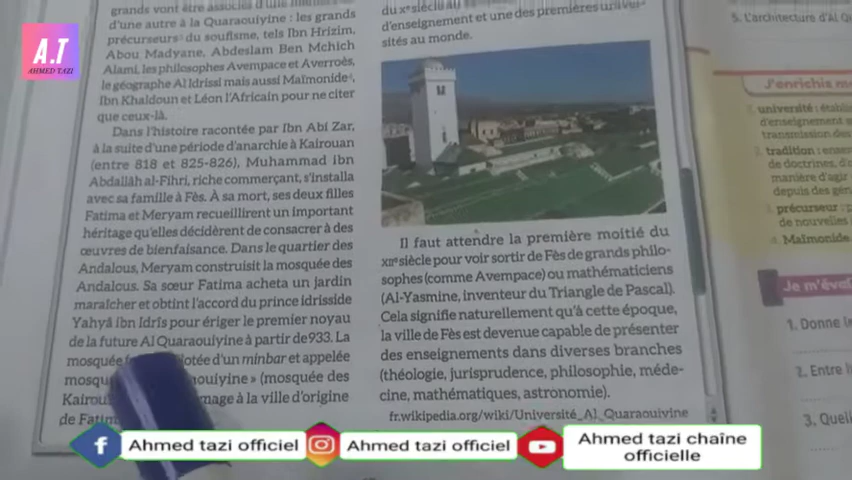 A.T
AHMED TAZI
grands vont être associés d'une
d'une autre à la Quaraouiyine : les grands
précurseurs³ du soufisme, tels Ibn Hrizim,
Abou Madyane, Abdeslam Ben Mchich
Alami, les philosophes Avempace et Averroès,
le géographe Al Idrissi mais aussi Maïmonide⁴,
Ibn Khaldoun et Léon l'Africain pour ne citer
que ceux-là.
Dans l'histoire racontée par Ibn Abi Zar,
à la suite d'une période d'anarchie à Kairouan
(entre 818 et 825-826), Muhammad ibn
Abdallâh al-Fihri, riche commerçant, s'installa
avec sa famille à Fès. À sa mort, ses deux filles
Fatima et Meryam recueillirent un important
héritage qu'elles décidèrent de consacrer à des
œuvres de bienfaisance. Dans le quartier des
Andalous, Meryam construisit la mosquée des
Andalous. Sa sœur Fatima acheta un jardin
maraîcher et obtint l'accord du prince idrisside
Yahyâ ibn Idrîs pour ériger le premier noyau
de la future Al Quaraouiyine à partir de 933. La
mosquée d'un minbar et appelée
(mosquée des
à la ville d'origine
de
du xᵉ siècle au
d'enseignement et une des premières univer-
sités au monde.
Il faut attendre la première moitié du
xiiᵉ siècle pour voir sortir de Fès de grands philo-
sophes (comme Avempace) ou mathématiciens
(Al-Yasmine, inventeur du Triangle de Pascal).
Cela signifie naturellement qu'à cette époque,
la ville de Fès est devenue capable de présenter
des enseignements dans diverses branches
(théologie, jurisprudence, philosophie, méde-
cine, mathématiques, astronomie).
fr.wikipedia.org/wiki/Université_Al_Quaraouiyine
5. L'architecture d'Al
J'enrichis
université : 
d'enseignement
transmission des
tradition :
de doctrines,
manière d'agir
depuis des
précurseur :
de nouvelles
4. Maïmonide
Je
1. Donne
2. Entre
3.
Ahmed tazi officiel
Ahmed tazi officiel
Ahmed tazi chaîne
officielle